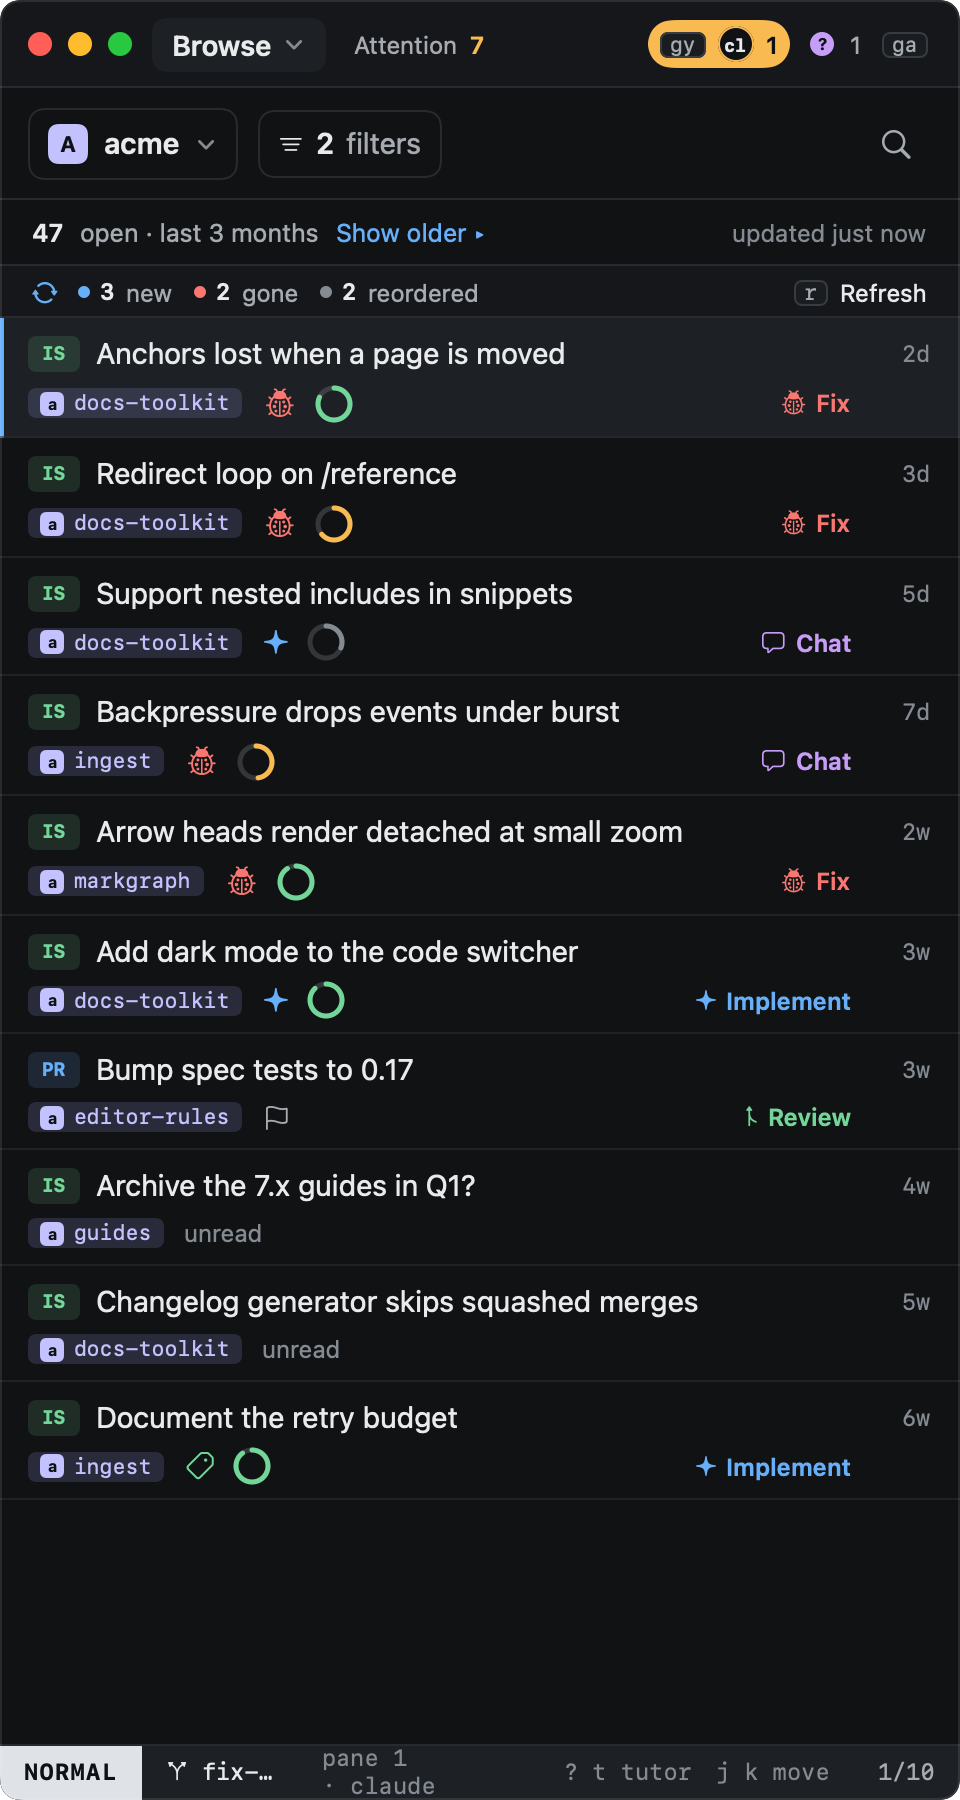 Browse Attention 7 gy cl 1 ? 1 ga
A acme 2 filters
47 open · last 3 months Show older ▸ updated just now
3 new 2 gone 2 reordered r Refresh
IS Anchors lost when a page is moved 2d
a docs-toolkit Fix
IS Redirect loop on /reference 3d
a docs-toolkit Fix
IS Support nested includes in snippets 5d
a docs-toolkit Chat
IS Backpressure drops events under burst 7d
a ingest Chat
IS Arrow heads render detached at small zoom 2w
a markgraph Fix
IS Add dark mode to the code switcher 3w
a docs-toolkit Implement
PR Bump spec tests to 0.17 3w
a editor-rules Review
IS Archive the 7.x guides in Q1? 4w
a guides unread
IS Changelog generator skips squashed merges 5w
a docs-toolkit unread
IS Document the retry budget 6w
a ingest Implement
NORMAL fix-… pane 1 · claude ? t tutor j k move 1/10